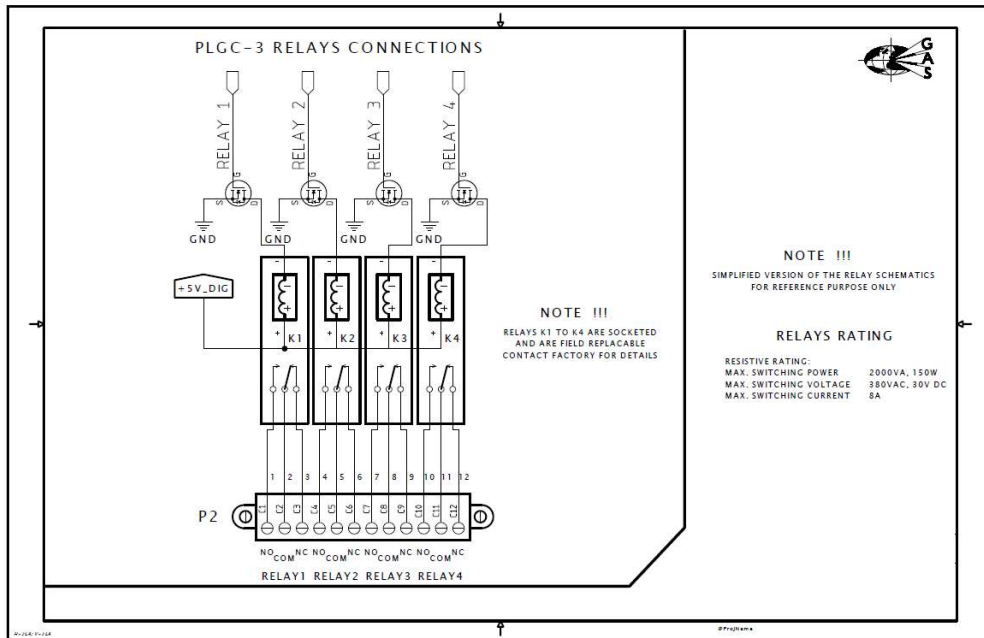 PLGC-3 RELAYS CONNECTIONS
GAS
RELAY 1
RELAY 2
RELAY 3
RELAY 4
G G G G
S D S D S D S D
GND GND GND GND
+5V_DIG
- - - -
+ K1 + K2 + K3 + K4
NOTE !!!
RELAYS K1 TO K4 ARE SOCKETED
AND ARE FIELD REPLACABLE
CONTACT FACTORY FOR DETAILS
1 2 3 4 5 6 7 8 9 10 11 12
P2
C1 C2 C3 C4 C5 C6 C7 C8 C9 C10 C11 C12
NO COM NC NO COM NC NO COM NC NO COM NC
RELAY1 RELAY2 RELAY3 RELAY4
NOTE !!!
SIMPLIFIED VERSION OF THE RELAY SCHEMATICS
FOR REFERENCE PURPOSE ONLY
RELAYS RATING
RESISTIVE RATING:
MAX. SWITCHING POWER 2000VA, 150W
MAX. SWITCHING VOLTAGE 380VAC, 30V DC
MAX. SWITCHING CURRENT 8A
@ProjName